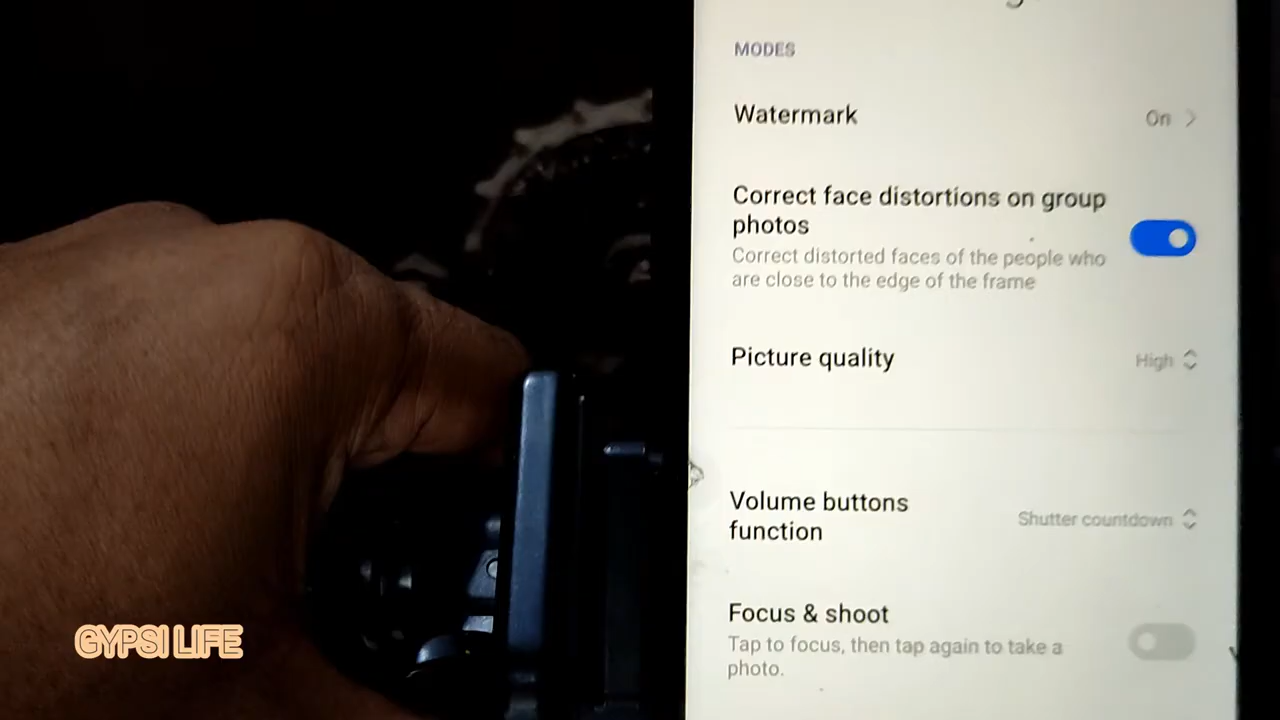 MODES
Watermark
On
Correct face distortions on group
photos
Correct distorted faces of the people who
are close to the edge of the frame
Picture quality
High
Volume buttons
function
Shutter countdown
Focus & shoot
Tap to focus, then tap again to take a
photo.
GYPSI LIFE